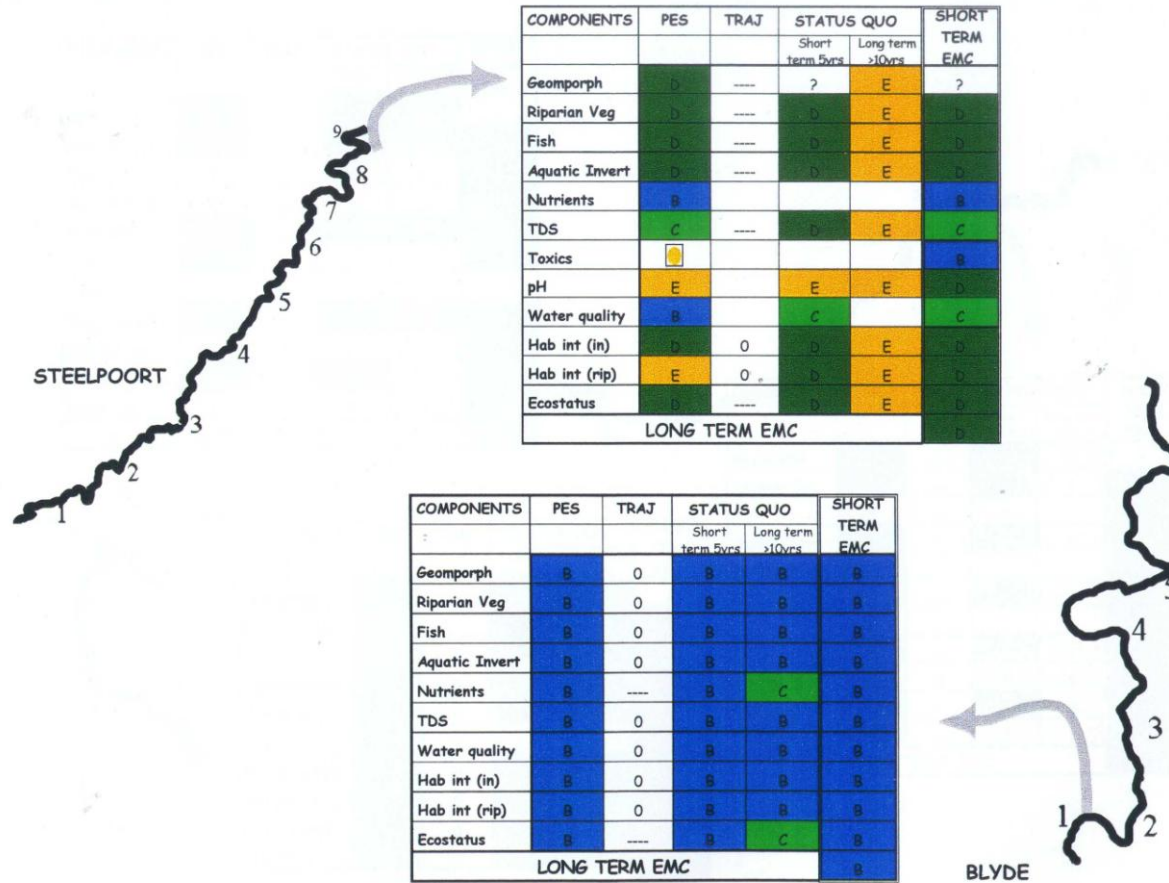 COMPONENTS PES TRAJ STATUS QUO SHORT TERM EMC
Short term 5yrs Long term >10yrs
Geomporph D ---- ? E ?
Riparian Veg D ---- D E D
Fish D ---- D E D
Aquatic Invert D ---- D E D
Nutrients B B
TDS C ---- D E C
Toxics B
pH E E E D
Water quality B C C
Hab int (in) D 0 D E D
Hab int (rip) E 0 D E D
Ecostatus D ---- D E D
LONG TERM EMC D
9
8
7
6
5
4
3
2
1
STEELPOORT
COMPONENTS PES TRAJ STATUS QUO SHORT TERM EMC
Short term 5yrs Long term >10yrs
Geomporph B 0 B B B
Riparian Veg B 0 B B B
Fish B 0 B B B
Aquatic Invert B 0 B B B
Nutrients B ---- B C B
TDS B 0 B B B
Water quality B 0 B B B
Hab int (in) B 0 B B B
Hab int (rip) B 0 B B B
Ecostatus B ---- B C B
LONG TERM EMC B
4
3
1
2
BLYDE